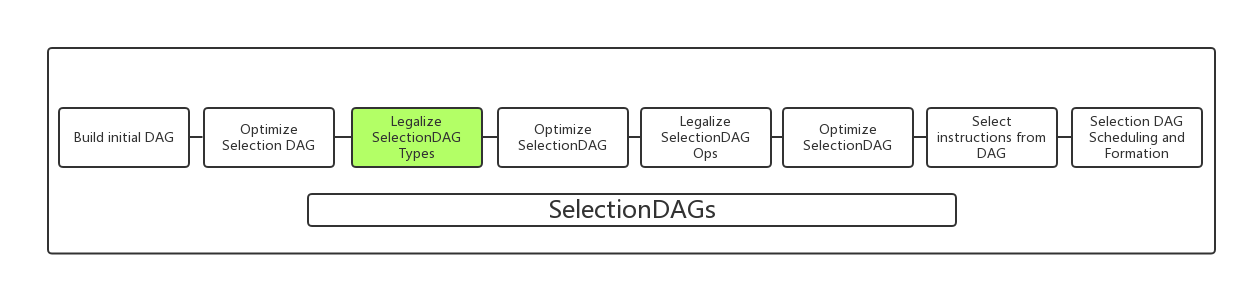 Build initial DAG
Optimize
Selection DAG
Legalize
SelectionDAG
Types
Optimize
SelectionDAG
Legalize
SelectionDAG
Ops
Optimize
SelectionDAG
Select
instructions from
DAG
Selection DAG
Scheduling and
Formation
SelectionDAGs